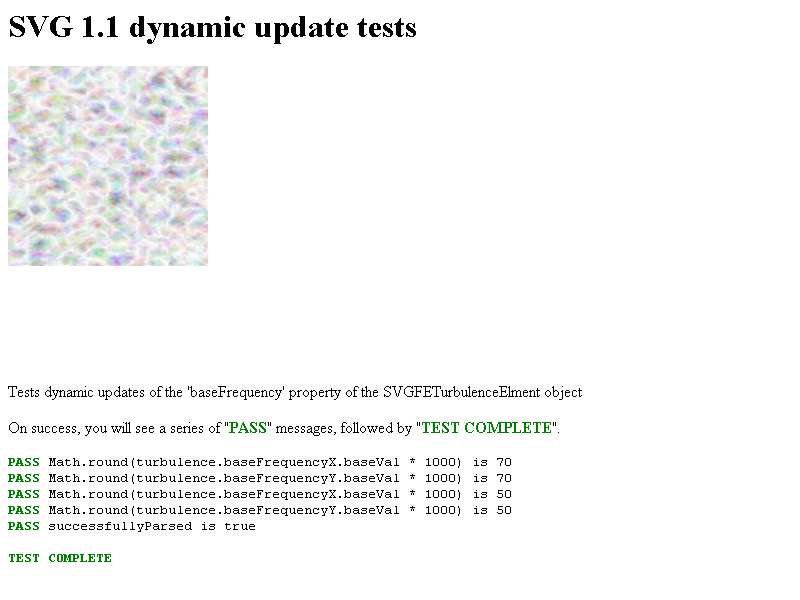 SVG 1.1 dynamic update tests
Tests dynamic updates of the 'baseFrequency' property of the SVGFETurbulenceElment object
On success, you will see a series of "PASS" messages, followed by "TEST COMPLETE".
PASS Math.round(turbulence.baseFrequencyX.baseVal * 1000) is 70
PASS Math.round(turbulence.baseFrequencyY.baseVal * 1000) is 70
PASS Math.round(turbulence.baseFrequencyX.baseVal * 1000) is 50
PASS Math.round(turbulence.baseFrequencyY.baseVal * 1000) is 50
PASS successfullyParsed is true
TEST COMPLETE